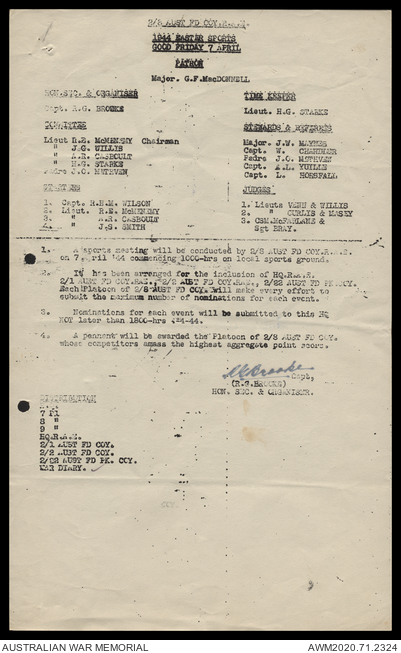 2/8 AUST FD COY.R.A.E.
1944 EASTER SPORTS
GOOD FRIDAY 7 APRIL
PATRON
Major. G.F.MacDONNELL
HON.SEC. & ORGANISER
Capt. R.G. BROOKE
COMMITTEE
Lieut R.E. McMENEMY Chairman
" J.G. WILLIS
" A.R. CASBOULT
" H.G. STARKE
Padre J.O. METHVEN
STARTERS
1. Capt. R.H.M. WILSON
2. Lieut. R.E. McMENEMY
3. " A.R. CASBOULT
4. " J.S. SMITH
TIME KEEPER
Lieut. H.G. STARKE
STEWARDS & REFEREES
Major. J.W. MAYNES
Capt. W. CHANDLER
Padre J.O. METHVEN
Capt. A.L. YUILLE
Capt. L. HORSFALL
JUDGES
1. Lieuts VENU & WILLIS
2. " CURLYS & MASEY
3. CSM.McFARLANE &
Sgt BRAY.
1. A sports meeting will be conducted by 2/8 AUST FD COY.R.A.E.
on 7 April '44 commencing 1000-hrs on local sports ground.
2. It has been arranged for the inclusion of HQ.R.A.E.
2/1 AUST FD COY.RAE., 2/2 AUST FD COY.RAE., 2/22 AUST FD PK.COY.
Each Platoon of 2/8 AUST FD COY. will make every effort to
submit the maximum number of nominations for each event.
3. Nominations for each event will be submitted to this HQ
NOT later than 1800-hrs 4-4-44.
4. A pennent will be awarded the Platoon of 2/8 AUST FD COY.
whose competitors amass the highest aggregate point score.
RGBrooke Capt,
(R.G.BROOKE)
HON. SEC. & ORGANISER.
DISTRIBUTION
7 Pl
8 "
9 "
HQ.R.A.E.
2/1 AUST FD COY.
2/2 AUST FD COY.
2/22 AUST FD PK. COY.
WAR DIARY.
AUSTRALIAN WAR MEMORIAL
AWM2020.71.2324